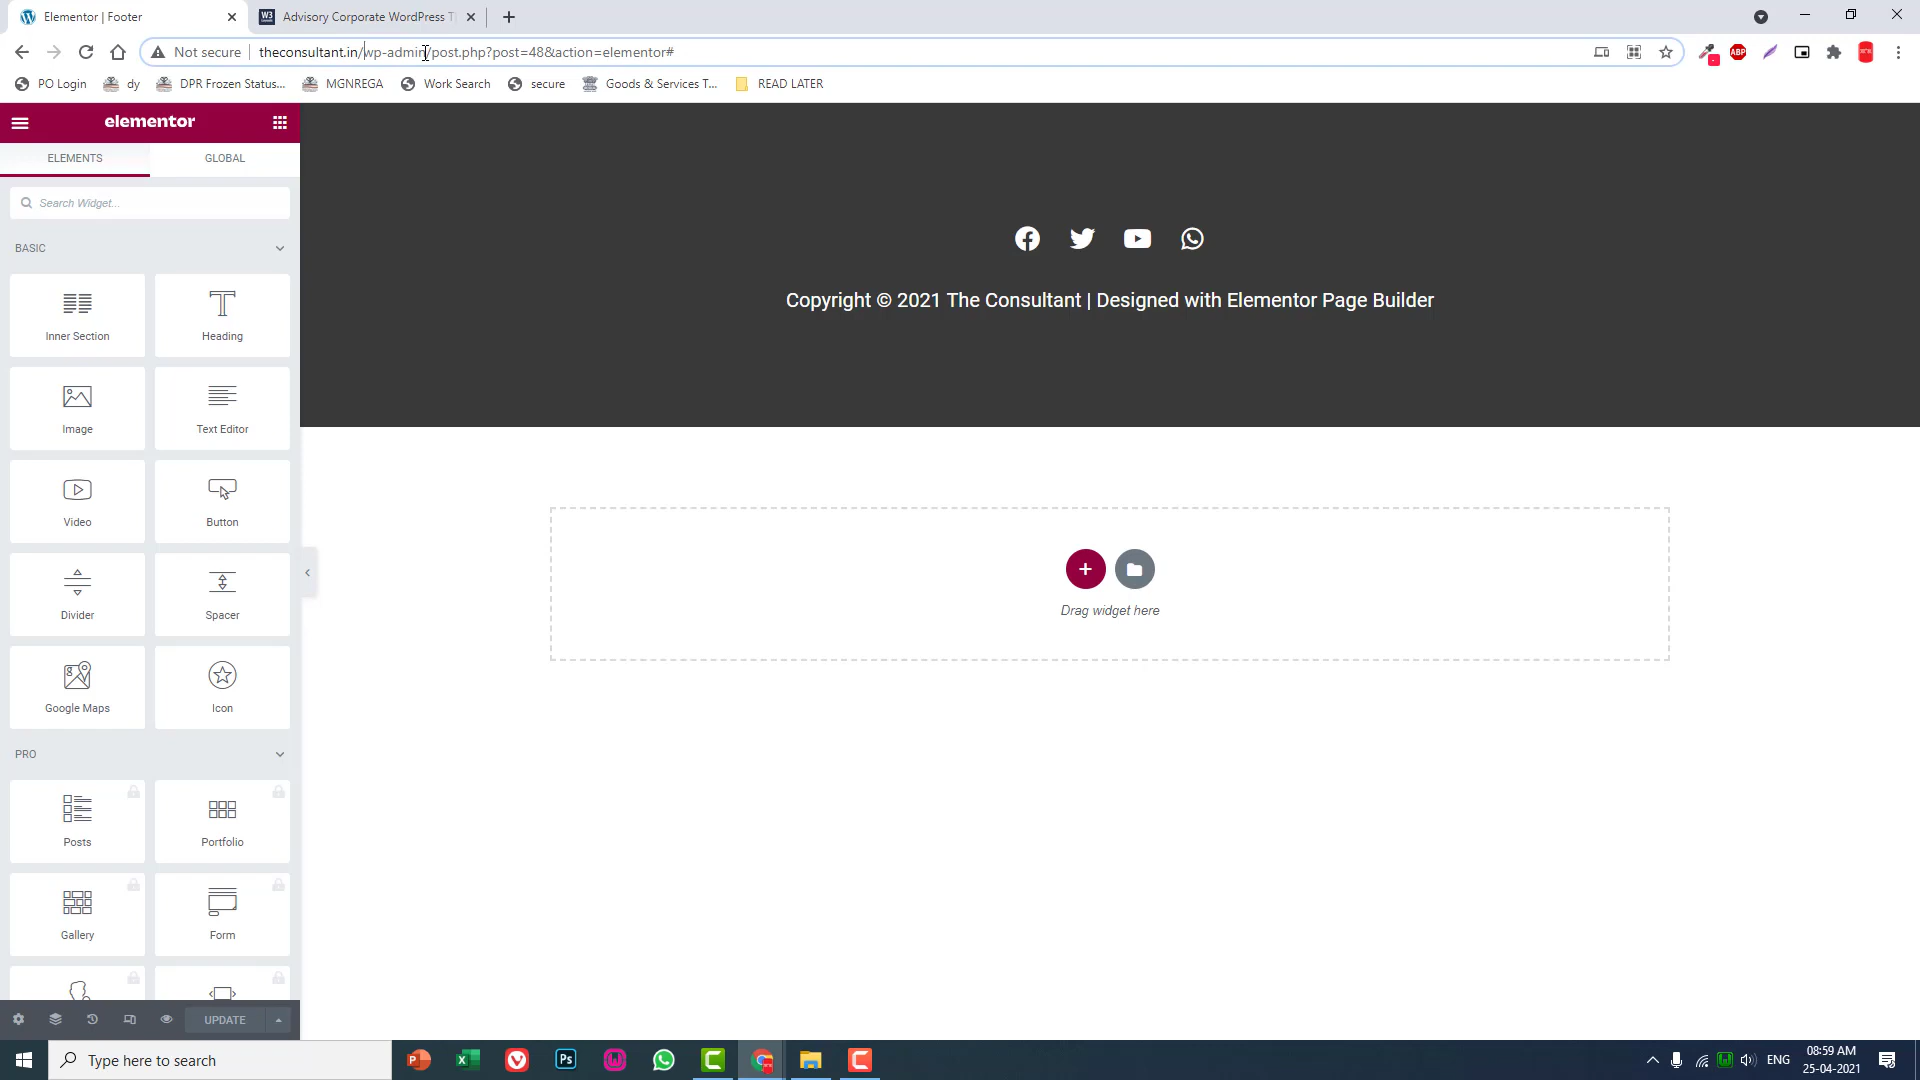 Elementor | Footer
Advisory Corporate WordPress T
Not secure
theconsultant.in/wp-admin/post.php?post=48&action=elementor#
PO Login
dy
DPR Frozen Status...
MGNREGA
Work Search
secure
Goods & Services T...
READ LATER
elementor
ELEMENTS
GLOBAL
Search Widget...
BASIC
Inner Section
Heading
Image
Text Editor
Video
Button
Divider
Spacer
Google Maps
Icon
PRO
Posts
Portfolio
Gallery
Form
UPDATE
Copyright © 2021 The Consultant | Designed with Elementor Page Builder
Drag widget here
Type here to search
ENG
08:59 AM
25-04-2021